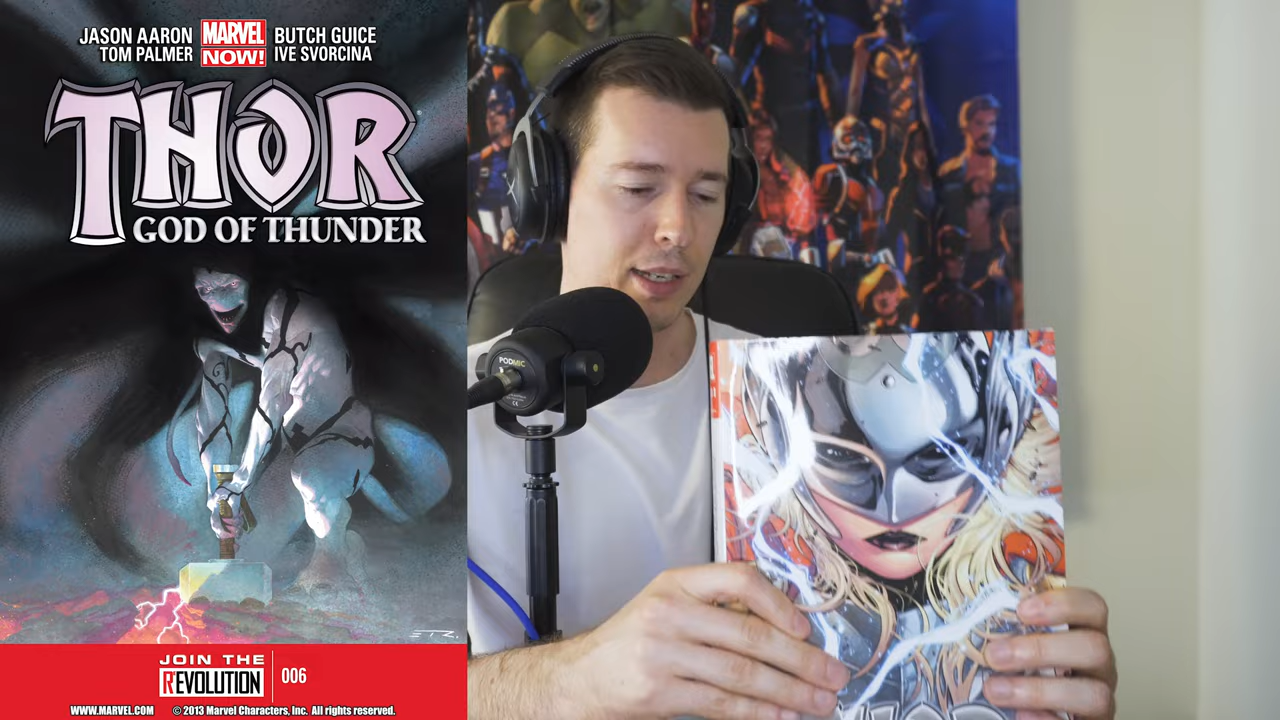 JASON AARON MARVEL BUTCH GUICE
TOM PALMER NOW! IVE SVORCINA
THOR
GOD OF THUNDER
JOIN THE
REVOLUTION
006
WWW.MARVEL.COM © 2013 Marvel Characters, Inc. All rights reserved.
PODMIC
THOR